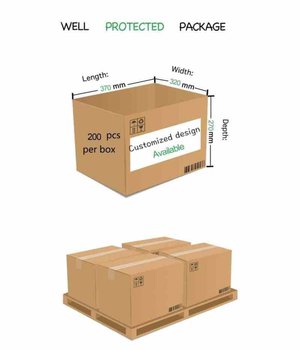 WELL PROTECTED PACKAGE
Length:
370 mm
Width:
320 mm
Depth:
270 mm
200 pcs
per box
Customized design
Available